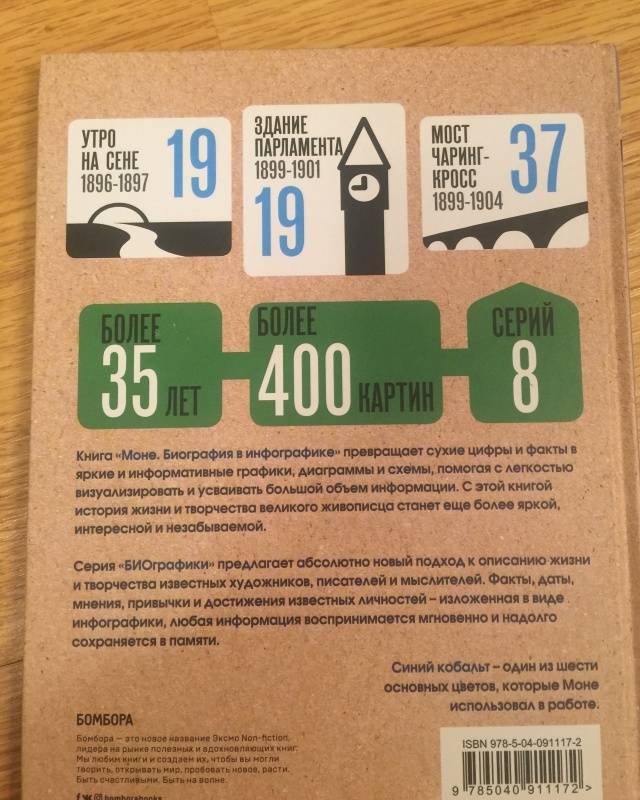 УТРО
НА СЕНЕ
1896-1897
19
ЗДАНИЕ
ПАРЛАМЕНТА
1899-1901
19
МОСТ
ЧАРИНГ-
КРОСС
1899-1904
37
БОЛЕЕ
35 ЛЕТ
БОЛЕЕ
400 КАРТИН
СЕРИЙ
8
Книга «Моне. Биография в инфографике» превращает сухие цифры и факты в
яркие и информативные графики, диаграммы и схемы, помогая с легкостью
визуализировать и усваивать большой объем информации. С этой книгой
история жизни и творчества великого живописца станет еще более яркой,
интересной и незабываемой.
Серия «БИОграфики» предлагает абсолютно новый подход к описанию жизни
и творчества известных художников, писателей и мыслителей. Факты, даты,
мнения, привычки и достижения известных личностей – изложенная в виде
инфографики, любая информация воспринимается мгновенно и надолго
сохраняется в памяти.
Синий кобальт – один из шести
основных цветов, которые Моне
использовал в работе.
БОМБОРА
Бомбора — это новое название Эксмо Non-fiction,
лидера на рынке полезных и вдохновляющих книг.
Мы любим книги и создаем их, чтобы вы могли
творить, открывать мир, пробовать новое, расти.
Быть счастливыми. Быть на волне.
bomborabooks
ISBN 978-5-04-091117-2
9 785040 911172 >